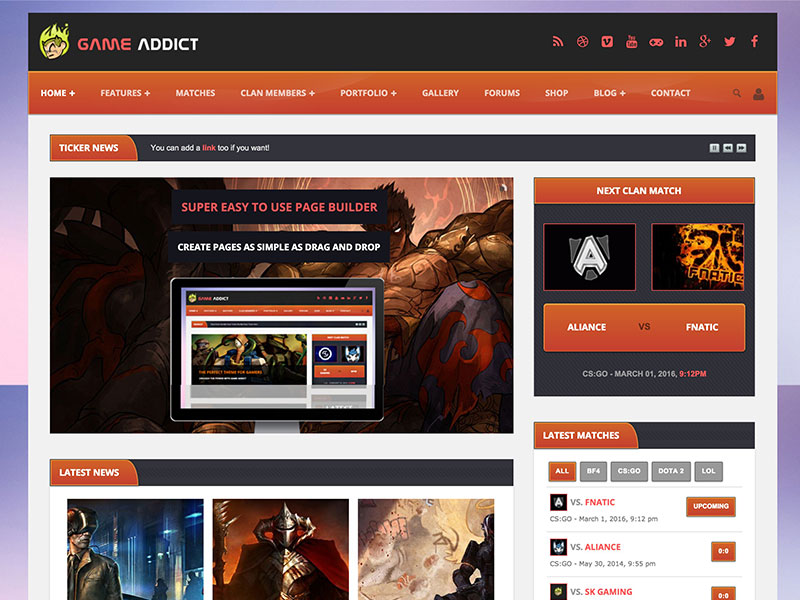 GAME ADDICT
HOME + FEATURES + MATCHES CLAN MEMBERS + PORTFOLIO + GALLERY FORUMS SHOP BLOG + CONTACT
TICKER NEWS You can add a link too if you want!
SUPER EASY TO USE PAGE BUILDER
CREATE PAGES AS SIMPLE AS DRAG AND DROP
GAME ADDICT
THE PERFECT THEME FOR GAMERS
NEXT CLAN MATCH
FNATIC
ALIANCE VS FNATIC
CS:GO - MARCH 01, 2016, 9:12PM
LATEST NEWS
LATEST MATCHES
ALL BF4 CS:GO DOTA 2 LOL
VS. FNATIC
CS:GO - March 1, 2016, 9:12 pm
UPCOMING
VS. ALIANCE
CS:GO - May 30, 2014, 9:55 pm
0:0
VS. SK GAMING
0:0